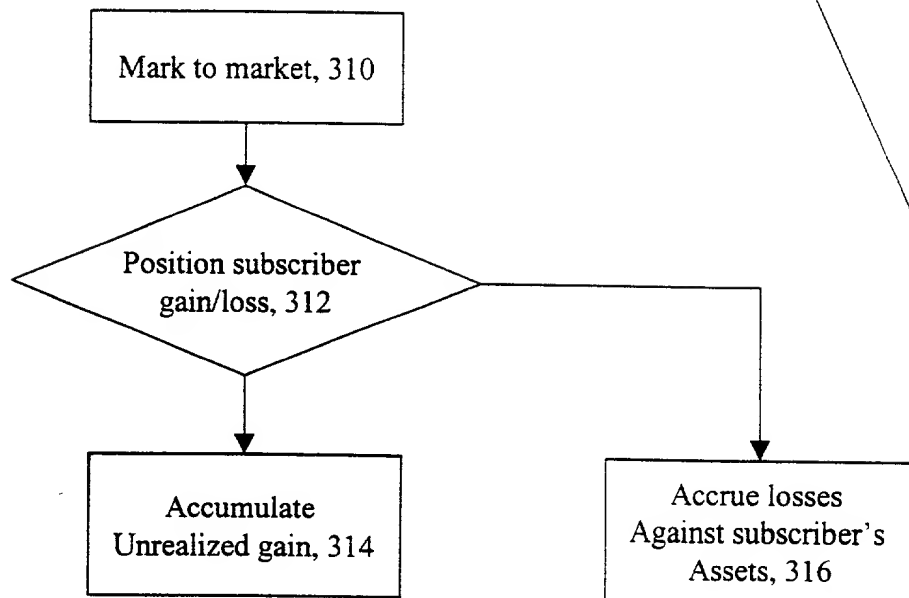 Mark to market, 310
Position subscriber
gain/loss, 312
Accumulate
Unrealized gain, 314
Accrue losses
Against subscriber's
Assets, 316